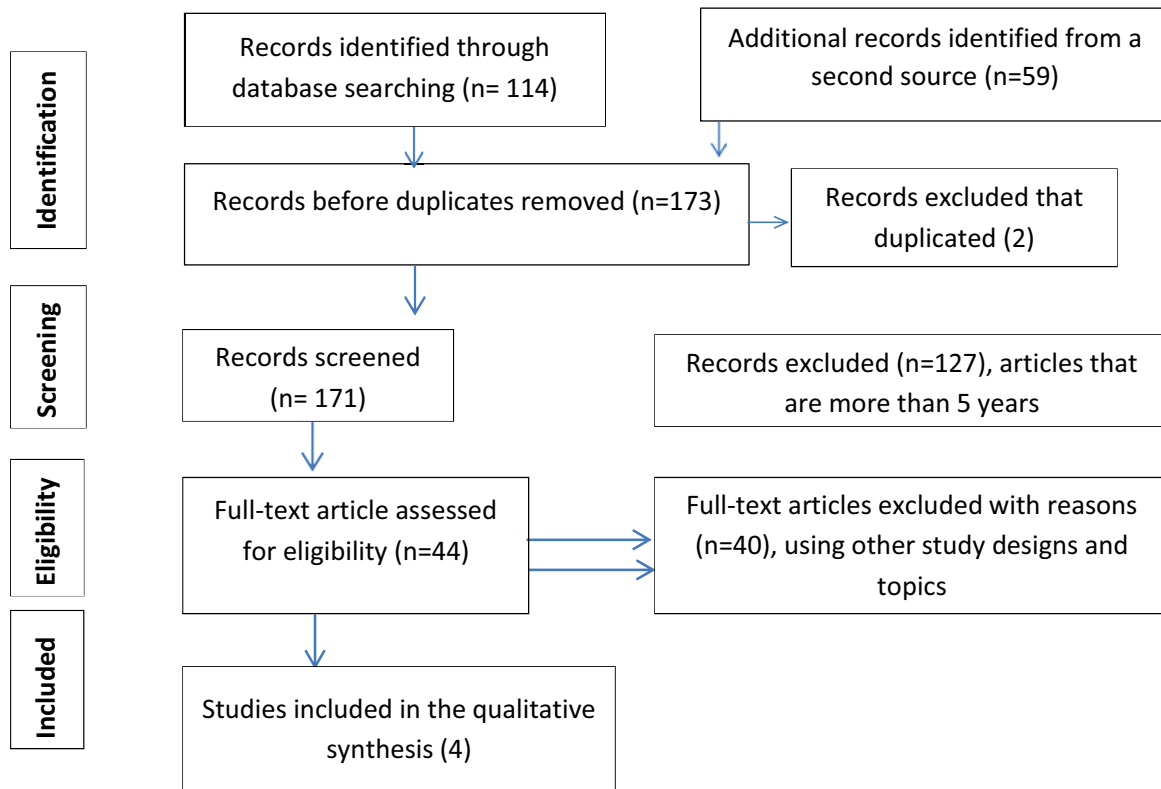 Identification
Records identified through
database searching (n= 114)
Additional records identified from a
second source (n=59)
Records before duplicates removed (n=173)
Records excluded that
duplicated (2)
Screening
Records screened
(n= 171)
Records excluded (n=127), articles that
are more than 5 years
Eligibility
Full-text article assessed
for eligibility (n=44)
Full-text articles excluded with reasons
(n=40), using other study designs and
topics
Included
Studies included in the qualitative
synthesis (4)